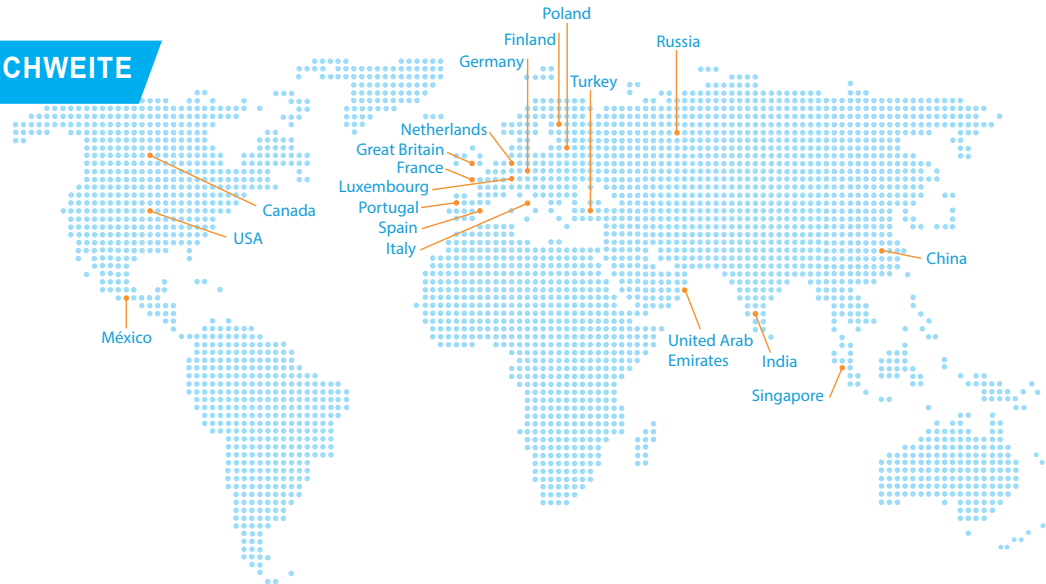 CHWEITE
Poland
Finland
Russia
Germany
Turkey
Netherlands
Great Britain
France
Luxembourg
Portugal
Spain
Italy
Canada
USA
China
México
United Arab
Emirates
India
Singapore